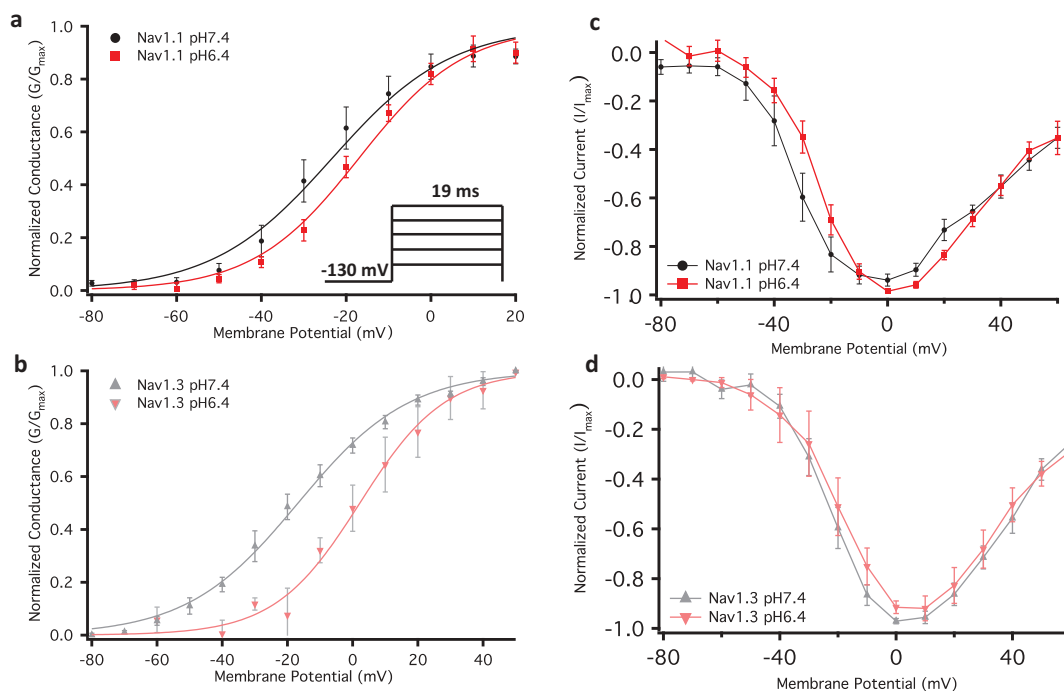 a
Nav1.1 pH7.4
Nav1.1 pH6.4
Normalized Conductance (G/Gmax)
1.0
0.8
0.6
0.4
0.2
0.0
19 ms
-130 mV
-80 -60 -40 -20 0 20
Membrane Potential (mV)
b
Nav1.3 pH7.4
Nav1.3 pH6.4
Normalized Conductance (G/Gmax)
1.0
0.8
0.6
0.4
0.2
0.0
-80 -60 -40 -20 0 20 40
Membrane Potential (mV)
c
Normalized Current (I/Imax)
0.0
-0.2
-0.4
-0.6
-0.8
-1.0
Nav1.1 pH7.4
Nav1.1 pH6.4
-80 -40 0 40
Membrane Potential (mV)
d
Normalized Current (I/Imax)
0.0
-0.2
-0.4
-0.6
-0.8
-1.0
Nav1.3 pH7.4
Nav1.3 pH6.4
-80 -40 0 40
Membrane Potential (mV)